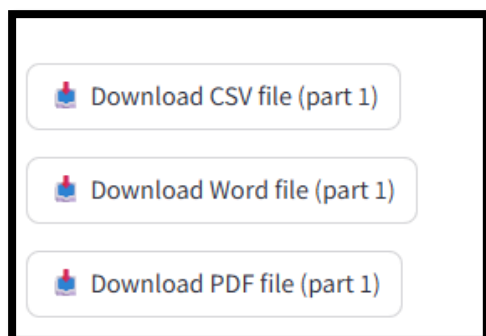 Download CSV file (part 1)
Download Word file (part 1)
Download PDF file (part 1)